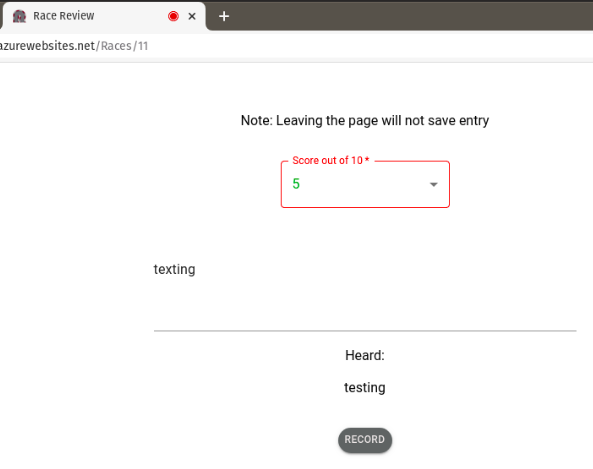 Race Review
azurewebsites.net/Races/11
Note: Leaving the page will not save entry
Score out of 10 *
5
texting
Heard:
testing
RECORD